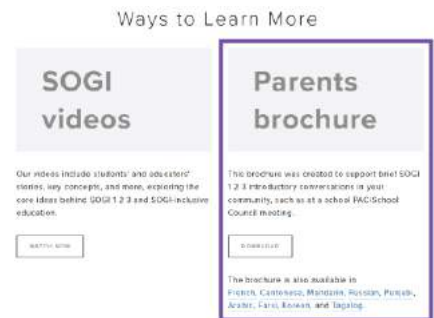 Ways to Learn More
SOGI
videos
Our videos include students' and educators'
stories, key concepts, and more, exploring the
core ideas behind SOGI 1 2 3 and SOGI-inclusive
education.
WATCH NOW
Parents
brochure
This brochure was created to support brief SOGI
1 2 3 introductory conversations in your
community, such as at a school PAC/School
Council meeting.
DOWNLOAD
The brochure is also available in
French, Cantonese, Mandarin, Russian, Punjabi,
Arabic, Farsi, Korean, and Tagalog.